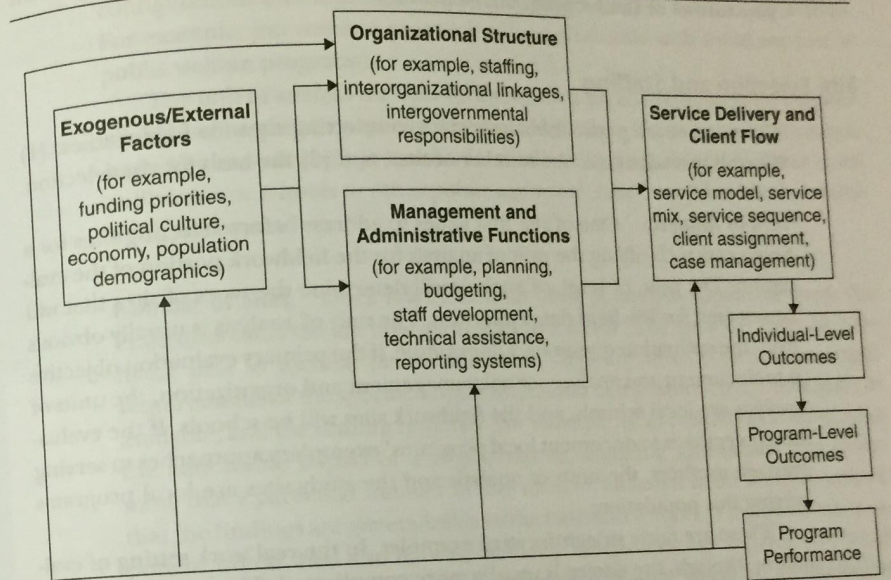 Organizational Structure
(for example, staffing,
interorganizational linkages,
intergovernmental
responsibilities)
Exogenous/External
Factors
(for example,
funding priorities,
political culture,
economy, population
demographics)
Management and
Administrative Functions
(for example, planning,
budgeting,
staff development,
technical assistance,
reporting systems)
Service Delivery and
Client Flow
(for example,
service model, service
mix, service sequence,
client assignment,
case management)
Individual-Level
Outcomes
Program-Level
Outcomes
Program
Performance